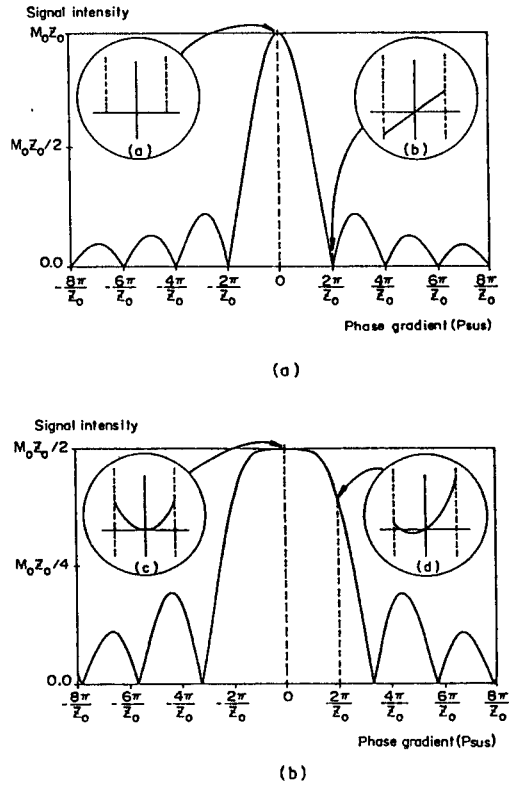 Signal intensity
M₀Z₀
(a)
(b)
M₀Z₀/2
0.0
-8π/Z₀ -6π/Z₀ -4π/Z₀ -2π/Z₀ 0 2π/Z₀ 4π/Z₀ 6π/Z₀ 8π/Z₀
Phase gradient (Psus)
(a)
Signal intensity
M₀Z₀/2
(c)
(d)
M₀Z₀/4
0.0
-8π/Z₀ -6π/Z₀ -4π/Z₀ -2π/Z₀ 0 2π/Z₀ 4π/Z₀ 6π/Z₀ 8π/Z₀
Phase gradient (Psus)
(b)